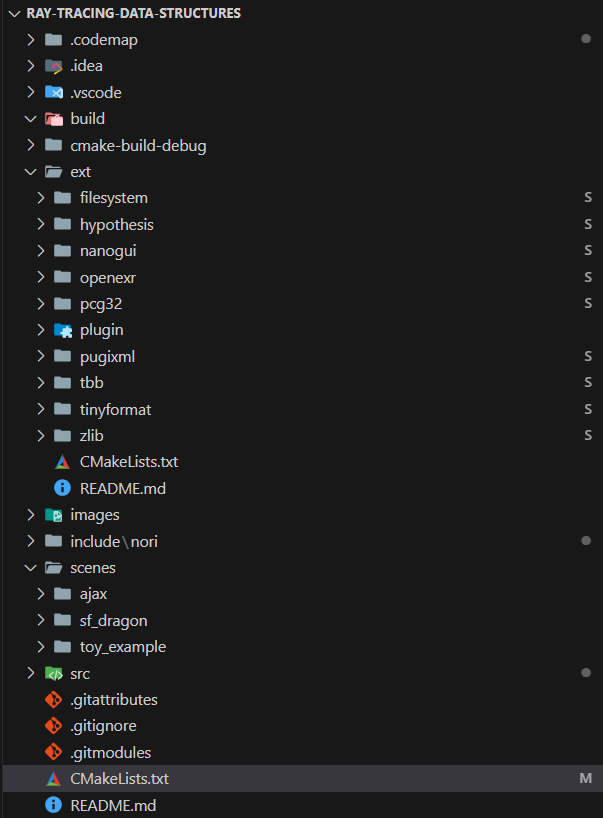 RAY-TRACING-DATA-STRUCTURES
.codemap
.idea
.vscode
build
cmake-build-debug
ext
filesystem S
hypothesis S
nanogui S
openexr S
pcg32 S
plugin
pugixml S
tbb S
tinyformat S
zlib S
CMakeLists.txt
README.md
images
include\nori
scenes
ajax
sf_dragon
toy_example
src
.gitattributes
.gitignore
.gitmodules
CMakeLists.txt M
README.md